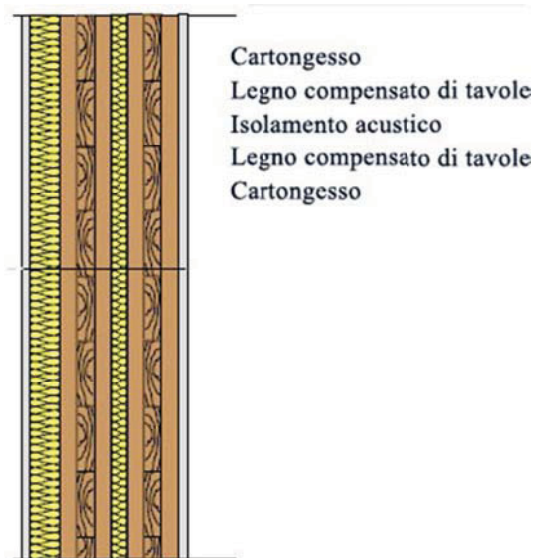 Cartongesso
Legno compensato di tavole
Isolamento acustico
Legno compensato di tavole
Cartongesso